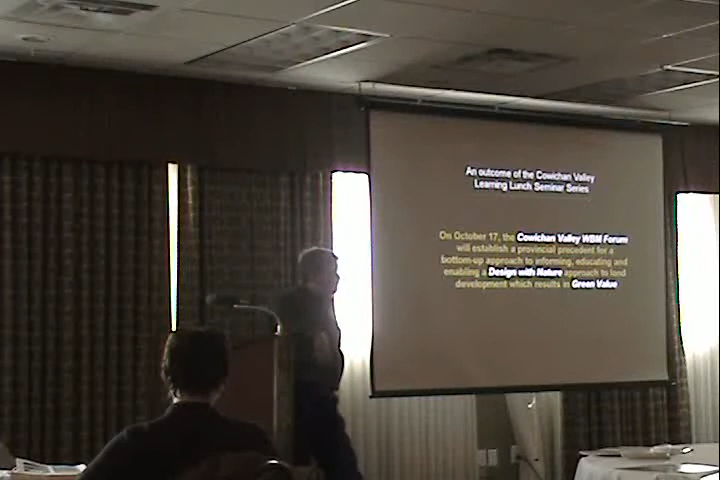 An outcome of the Cowichan Valley
Learning Lunch Seminar Series
On October 17, the Cowichan Valley WBM Forum
will establish a provincial precedent for a
bottom-up approach to informing, educating and
enabling a Design with Nature approach to land
development which results in Green Value